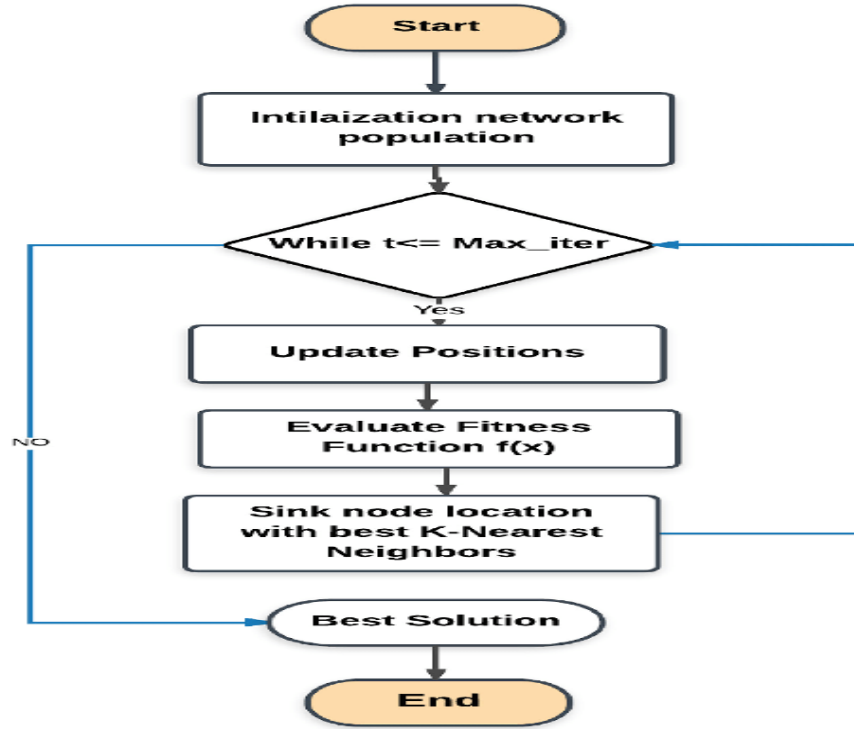 Start
Intilaization network
population
While t<= Max_iter
Yes
Update Positions
Evaluate Fitness
Function f(x)
NO
Sink node location
with best K-Nearest
Neighbors
Best Solution
End